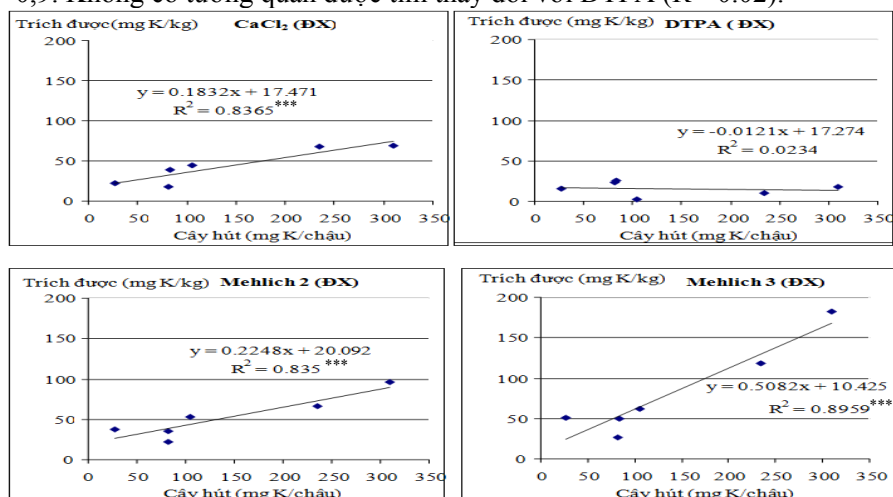 0,9. Không có tương quan được tìm thấy đối với DTPA (R² 0.02).
Trích được(mg K/kg) CaCl₂ (ĐX)
200
150
100
50
0
y = 0.1832x + 17.471
R² = 0.8365***
0 50 100 150 200 250 300 350
Cây hút (mg K/chậu)
Trích được (mg K/kg) DTPA ( ĐX)
200
150
100
50
0
y = -0.0121x + 17.274
R² = 0.0234
0 50 100 150 200 250 300 350
Cây hút (mg K/chậu)
Trích được (mg K/kg) Mehlich 2 (ĐX)
200
150
100
50
0
y = 0.2248x + 20.092
R² = 0.835 ***
0 50 100 150 200 250 300 350
Cây hút (mg K/chậu)
Trích được (mg K/kg) Mehlich 3 (ĐX)
200
150
100
50
0
y = 0.5082x + 10.425
R² = 0.8959***
0 50 100 150 200 250 300 350
Cây hút (mg K/chậu)